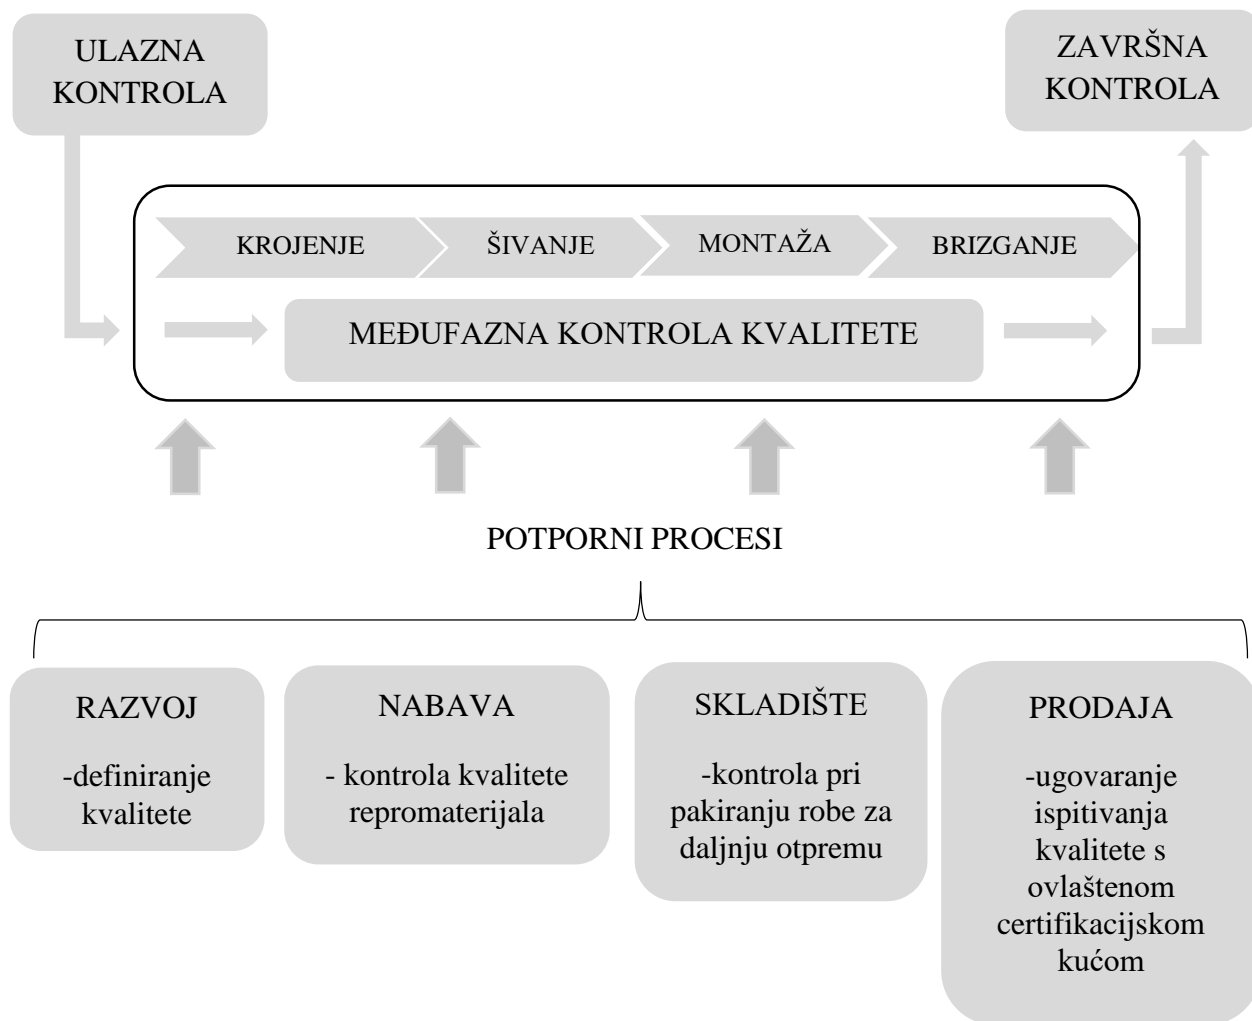 ULAZNA
KONTROLA
ZAVRŠNA
KONTROLA
KROJENJE
ŠIVANJE
MONTAŽA
BRIZGANJE
MEĐUFAZNA KONTROLA KVALITETE
POTPORNI PROCESI
RAZVOJ
-definiranje
kvalitete
NABAVA
- kontrola kvalitete
repromaterijala
SKLADIŠTE
-kontrola pri
pakiranju robe za
daljnju otpremu
PRODAJA
-ugovaranje
ispitivanja
kvalitete s
ovlaštenom
certifikacijskom
kućom